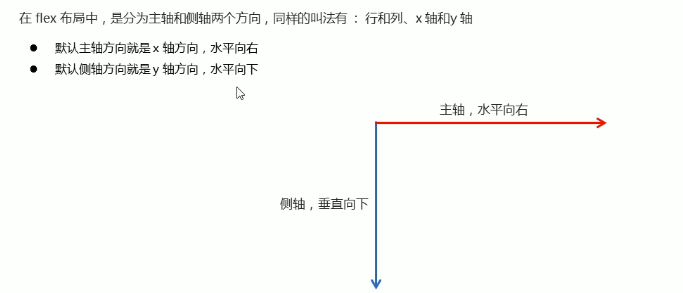 在 flex 布局中，是分为主轴和侧轴两个方向，同样的叫法有 ： 行和列、x 轴和y 轴
● 默认主轴方向就是 x 轴方向，水平向右
● 默认侧轴方向就是 y 轴方向，水平向下
主轴，水平向右
侧轴，垂直向下